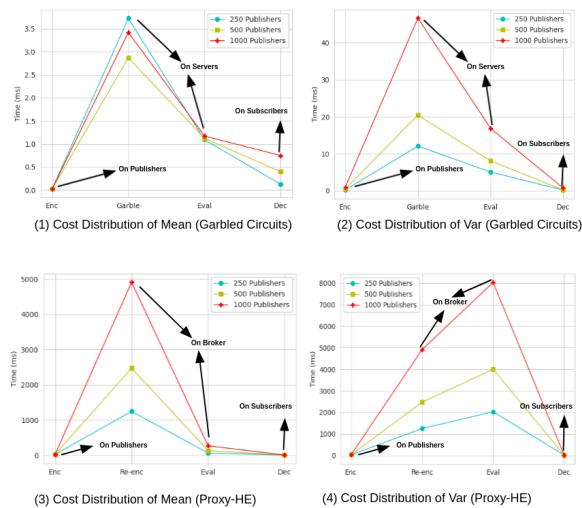 3.5
3.0
2.5
2.0
1.5
1.0
0.5
0.0
Time (ms)
250 Publishers
500 Publishers
1000 Publishers
On Servers
On Subscribers
On Publishers
Enc Garble Eval Dec
(1) Cost Distribution of Mean (Garbled Circuits)
40
30
20
10
0
Time (ms)
250 Publishers
500 Publishers
1000 Publishers
On Servers
On Subscribers
On Publishers
Enc Garble Eval Dec
(2) Cost Distribution of Var (Garbled Circuits)
5000
4000
3000
2000
1000
0
Time (ms)
250 Publishers
500 Publishers
1000 Publishers
On Broker
On Subscribers
On Publishers
Enc Re-enc Eval Dec
(3) Cost Distribution of Mean (Proxy-HE)
8000
7000
6000
5000
4000
3000
2000
1000
0
Time (ms)
250 Publishers
500 Publishers
1000 Publishers
On Broker
On Subscribers
On Publishers
Enc Re-enc Eval Dec
(4) Cost Distribution of Var (Proxy-HE)